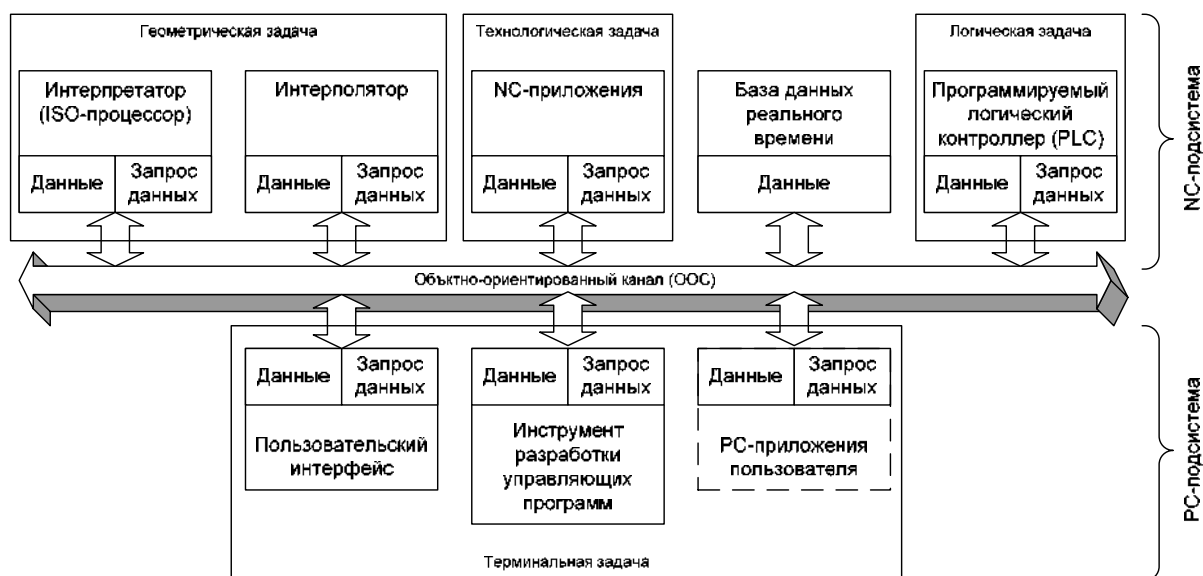 Геометрическая задача
Технологическая задача
Логическая задача
Интерпретатор
(ISO-процессор)
Данные
Запрос
данных
Интерполятор
Данные
Запрос
данных
NC-приложения
Данные
Запрос
данных
База данных
реального
времени
Данные
Программируемый
логический
контроллер (PLC)
Данные
Запрос
данных
NC-подсистема
Объктно-ориентированный канал (ООС)
Данные
Запрос
данных
Пользовательский
интерфейс
Данные
Запрос
данных
Инструмент
разработки
управляющих
программ
Данные
Запрос
данных
PC-приложения
пользователя
Терминальная задача
PC-подсистема